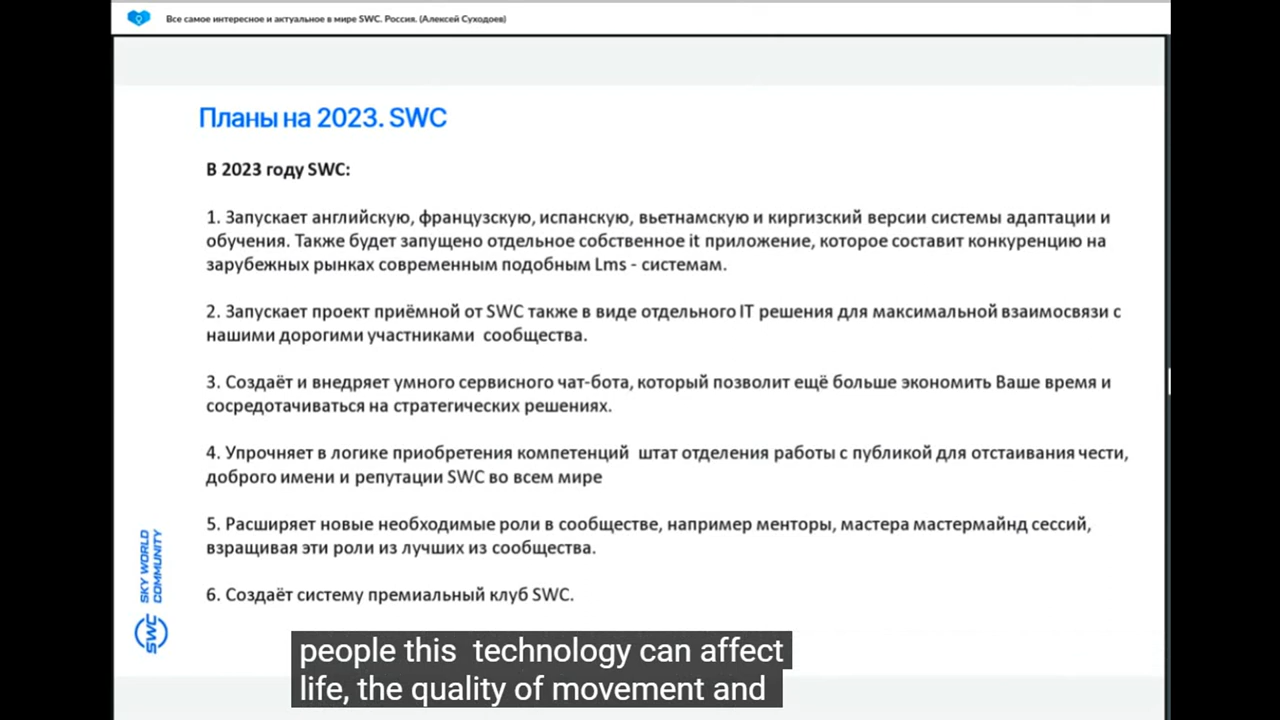 Все самое интересное и актуальное в мире SWC. Россия. (Алексей Суходоев)
Планы на 2023. SWC
В 2023 году SWC:
1. Запускает английскую, французскую, испанскую, вьетнамскую и киргизский версии системы адаптации и
обучения. Также будет запущено отдельное собственное it приложение, которое составит конкуренцию на
зарубежных рынках современным подобным Lms - системам.
2. Запускает проект приёмной от SWC также в виде отдельного IT решения для максимальной взаимосвязи с
нашими дорогими участниками сообщества.
3. Создаёт и внедряет умного сервисного чат-бота, который позволит ещё больше экономить Ваше время и
сосредотачиваться на стратегических решениях.
4. Упрочняет в логике приобретения компетенций штат отделения работы с публикой для отстаивания чести,
доброго имени и репутации SWC во всем мире
5. Расширяет новые необходимые роли в сообществе, например менторы, мастера мастермайнд сессий,
взращивая эти роли из лучших из сообщества.
6. Создаёт систему премиальный клуб SWC.
SWC SKY WORLD
COMMUNITY
people this technology can affect
life, the quality of movement and